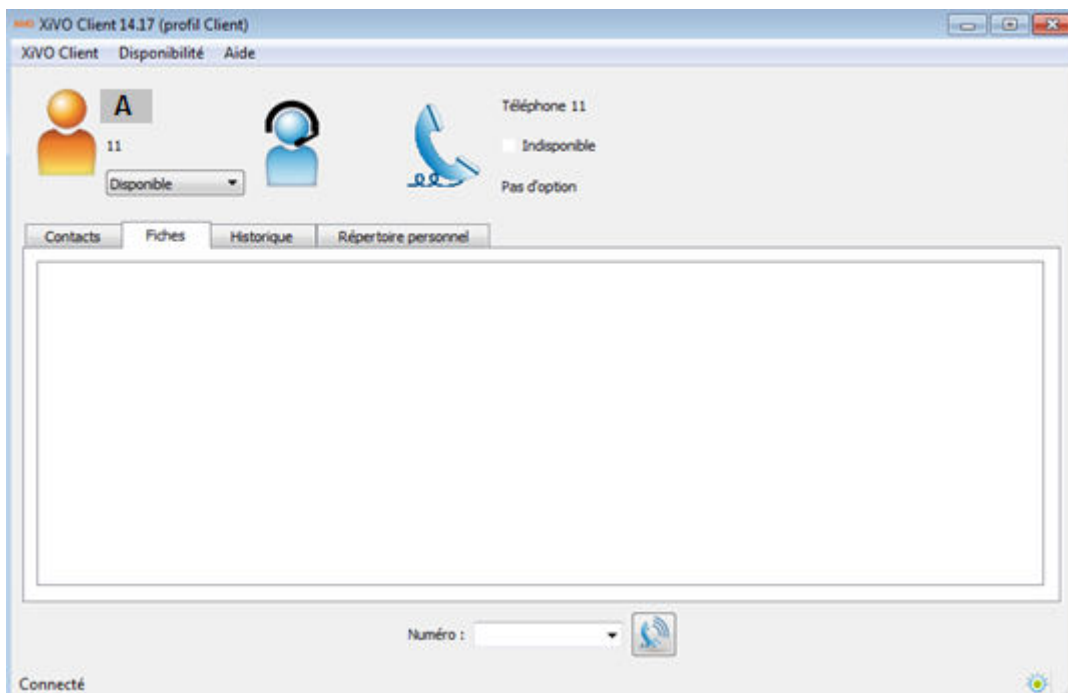 XiVO Client 14.17 (profil Client)
XiVO Client Disponibilité Aide
A
11
Disponible
Téléphone 11
Indisponible
Pas d'option
Contacts Fiches Historique Répertoire personnel
Numéro :
Connecté